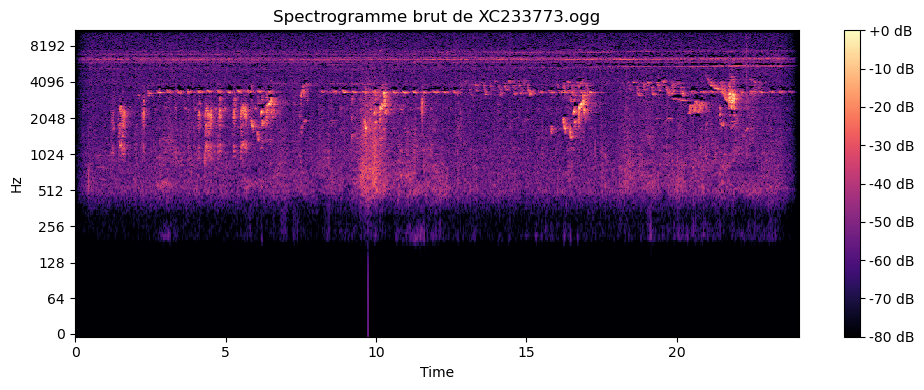 Spectrogramme brut de XC233773.ogg
Hz
8192
4096
2048
1024
512
256
128
64
0
0
5
10
15
20
Time
+0 dB
-10 dB
-20 dB
-30 dB
-40 dB
-50 dB
-60 dB
-70 dB
-80 dB